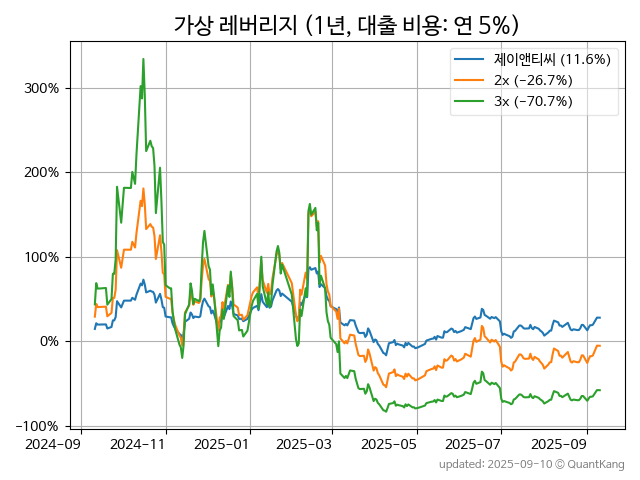 가상 레버리지 (1년, 대출 비용: 연 5%)
제이앤티씨 (11.6%)
2x (−26.7%)
3x (−70.7%)
300%
200%
100%
0%
−100%
2024-09 2024-11 2025-01 2025-03 2025-05 2025-07 2025-09
updated: 2025-09-10 © QuantKang